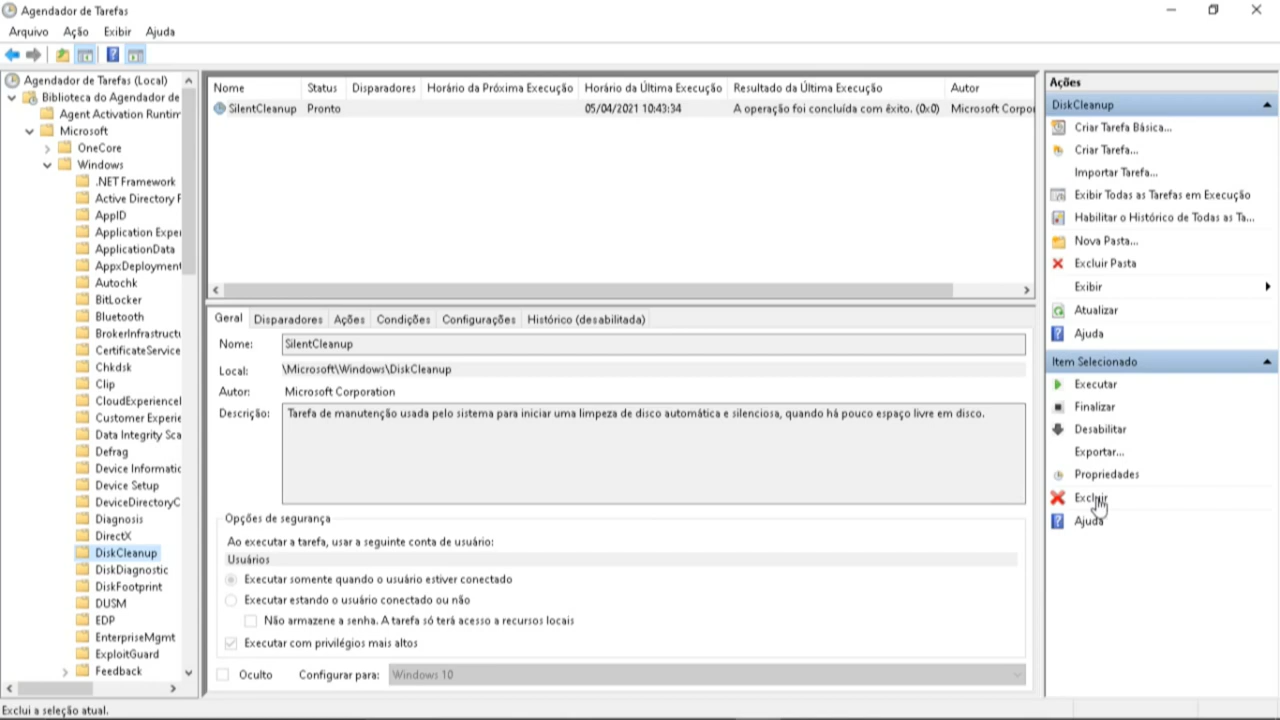 Agendador de Tarefas
Arquivo Ação Exibir Ajuda
Agendador de Tarefas (Local)
Biblioteca do Agendador de
Agent Activation Runtim
Microsoft
OneCore
Windows
.NET Framework
Active Directory F
AppID
Application Exper
ApplicationData
AppxDeployment
Autochk
BitLocker
Bluetooth
BrokerInfrastructu
CertificateService
Chkdsk
Clip
CloudExperienceI
Customer Experie
Data Integrity Sca
Defrag
Device Informatic
Device Setup
DeviceDirectoryC
Diagnosis
DirectX
DiskCleanup
DiskDiagnostic
DiskFootprint
DUSM
EDP
EnterpriseMgmt
ExploitGuard
Feedback
Nome Status Disparadores Horário da Próxima Execução Horário da Última Execução Resultado da Última Execução Autor
SilentCleanup Pronto 05/04/2021 10:43:34 A operação foi concluída com êxito. (0x0) Microsoft Corpor
Geral Disparadores Ações Condições Configurações Histórico (desabilitada)
Nome: SilentCleanup
Local: \Microsoft\Windows\DiskCleanup
Autor: Microsoft Corporation
Descrição: Tarefa de manutenção usada pelo sistema para iniciar uma limpeza de disco automática e silenciosa, quando há pouco espaço livre em disco.
Opções de segurança
Ao executar a tarefa, usar a seguinte conta de usuário:
Usuários
Executar somente quando o usuário estiver conectado
Executar estando o usuário conectado ou não
Não armazene a senha. A tarefa só terá acesso a recursos locais
Executar com privilégios mais altos
Oculto Configurar para: Windows 10
Ações
DiskCleanup
Criar Tarefa Básica...
Criar Tarefa...
Importar Tarefa...
Exibir Todas as Tarefas em Execução
Habilitar o Histórico de Todas as Ta...
Nova Pasta...
Excluir Pasta
Exibir
Atualizar
Ajuda
Item Selecionado
Executar
Finalizar
Desabilitar
Exportar...
Propriedades
Excluir
Ajuda
Exclui a seleção atual.